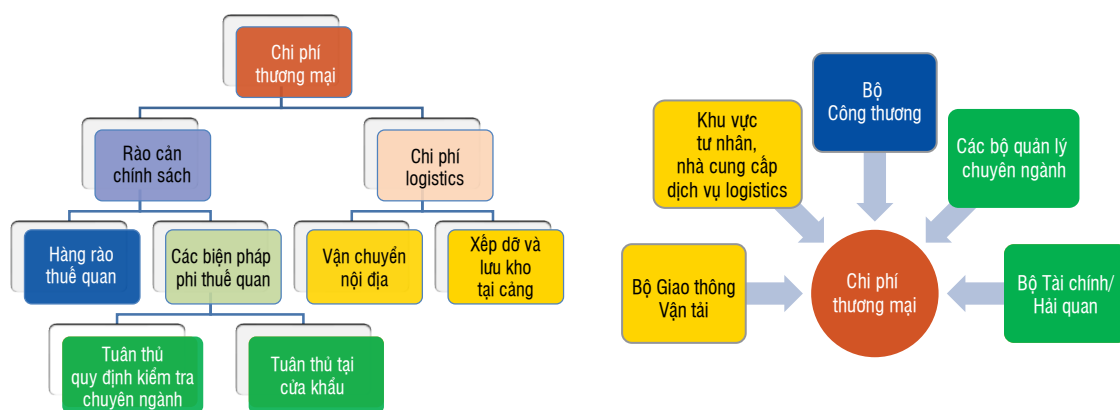 Chi phí
thương mại
Rào cản
chính sách
Chi phí
logistics
Hàng rào
thuế quan
Các biện pháp
phi thuế quan
Vận chuyển
nội địa
Xếp dỡ và
lưu kho
tại cảng
Tuân thủ
quy định kiểm tra
chuyên ngành
Tuân thủ tại
cửa khẩu
Bộ
Công thương
Khu vực
tư nhân,
nhà cung cấp
dịch vụ logistics
Các bộ quản lý
chuyên ngành
Bộ Giao thông
Vận tải
Chi phí
thương mại
Bộ Tài chính/
Hải quan